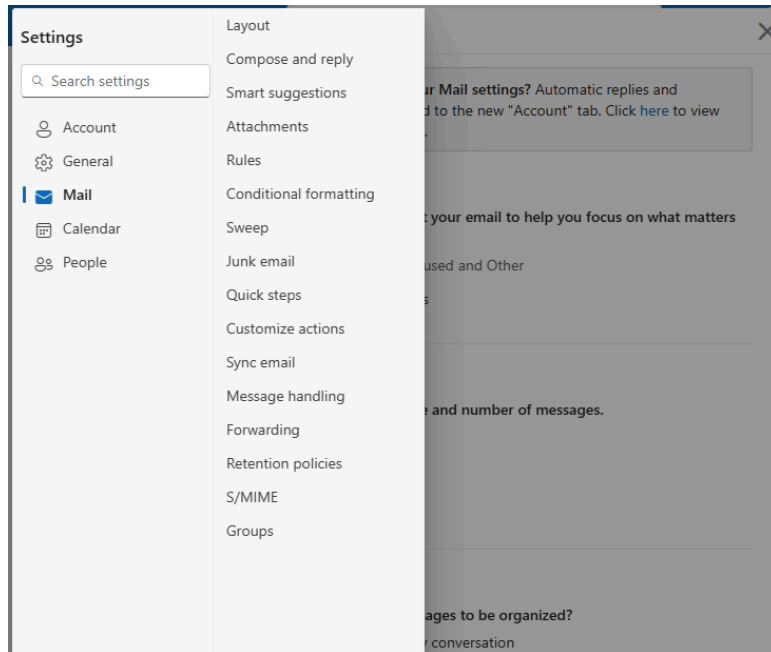 Settings
Search settings
Account
General
Mail
Calendar
People
Layout
Compose and reply
Smart suggestions
Attachments
Rules
Conditional formatting
Sweep
Junk email
Quick steps
Customize actions
Sync email
Message handling
Forwarding
Retention policies
S/MIME
Groups
Mail settings? Automatic replies and
to the new "Account" tab. Click here to view
your email to help you focus on what matters
and Other
and number of messages.
to be organized?
conversation